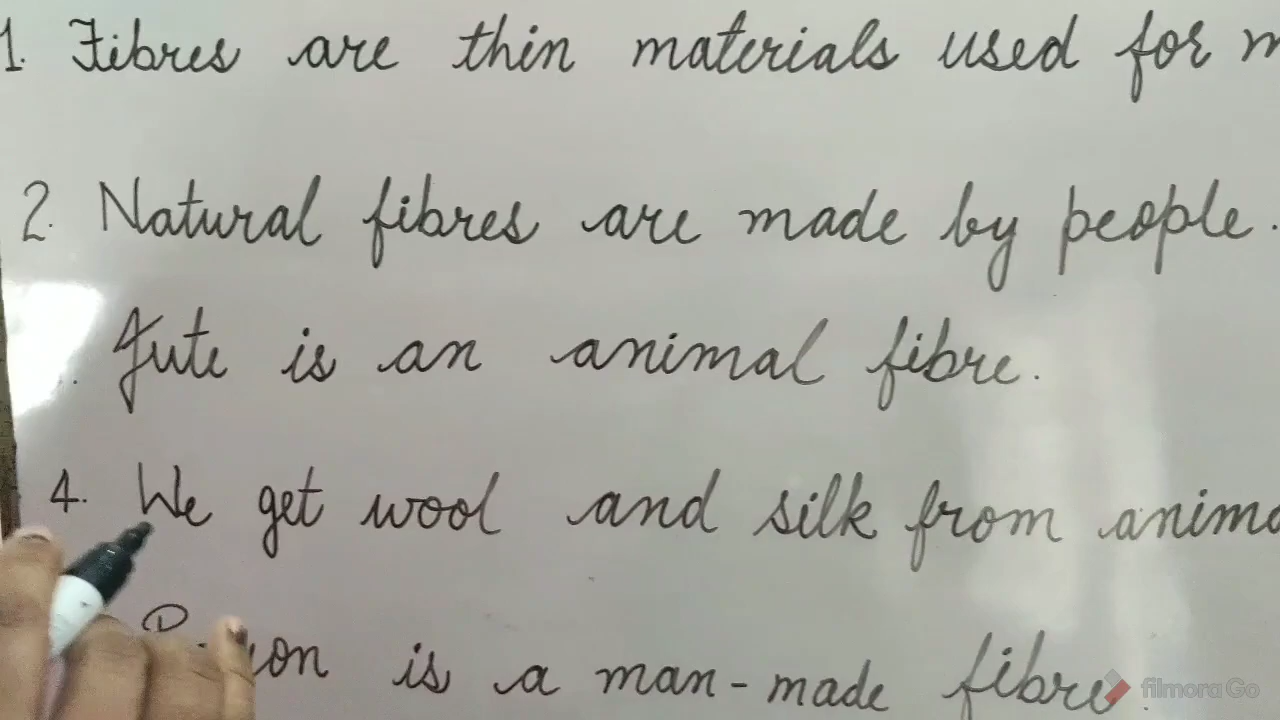 1. Fibres are thin materials used for m
2. Natural fibres are made by people.
. Jute is an animal fibre.
4. We get wool and silk from anima
is a man-made fibre.
filmora Go